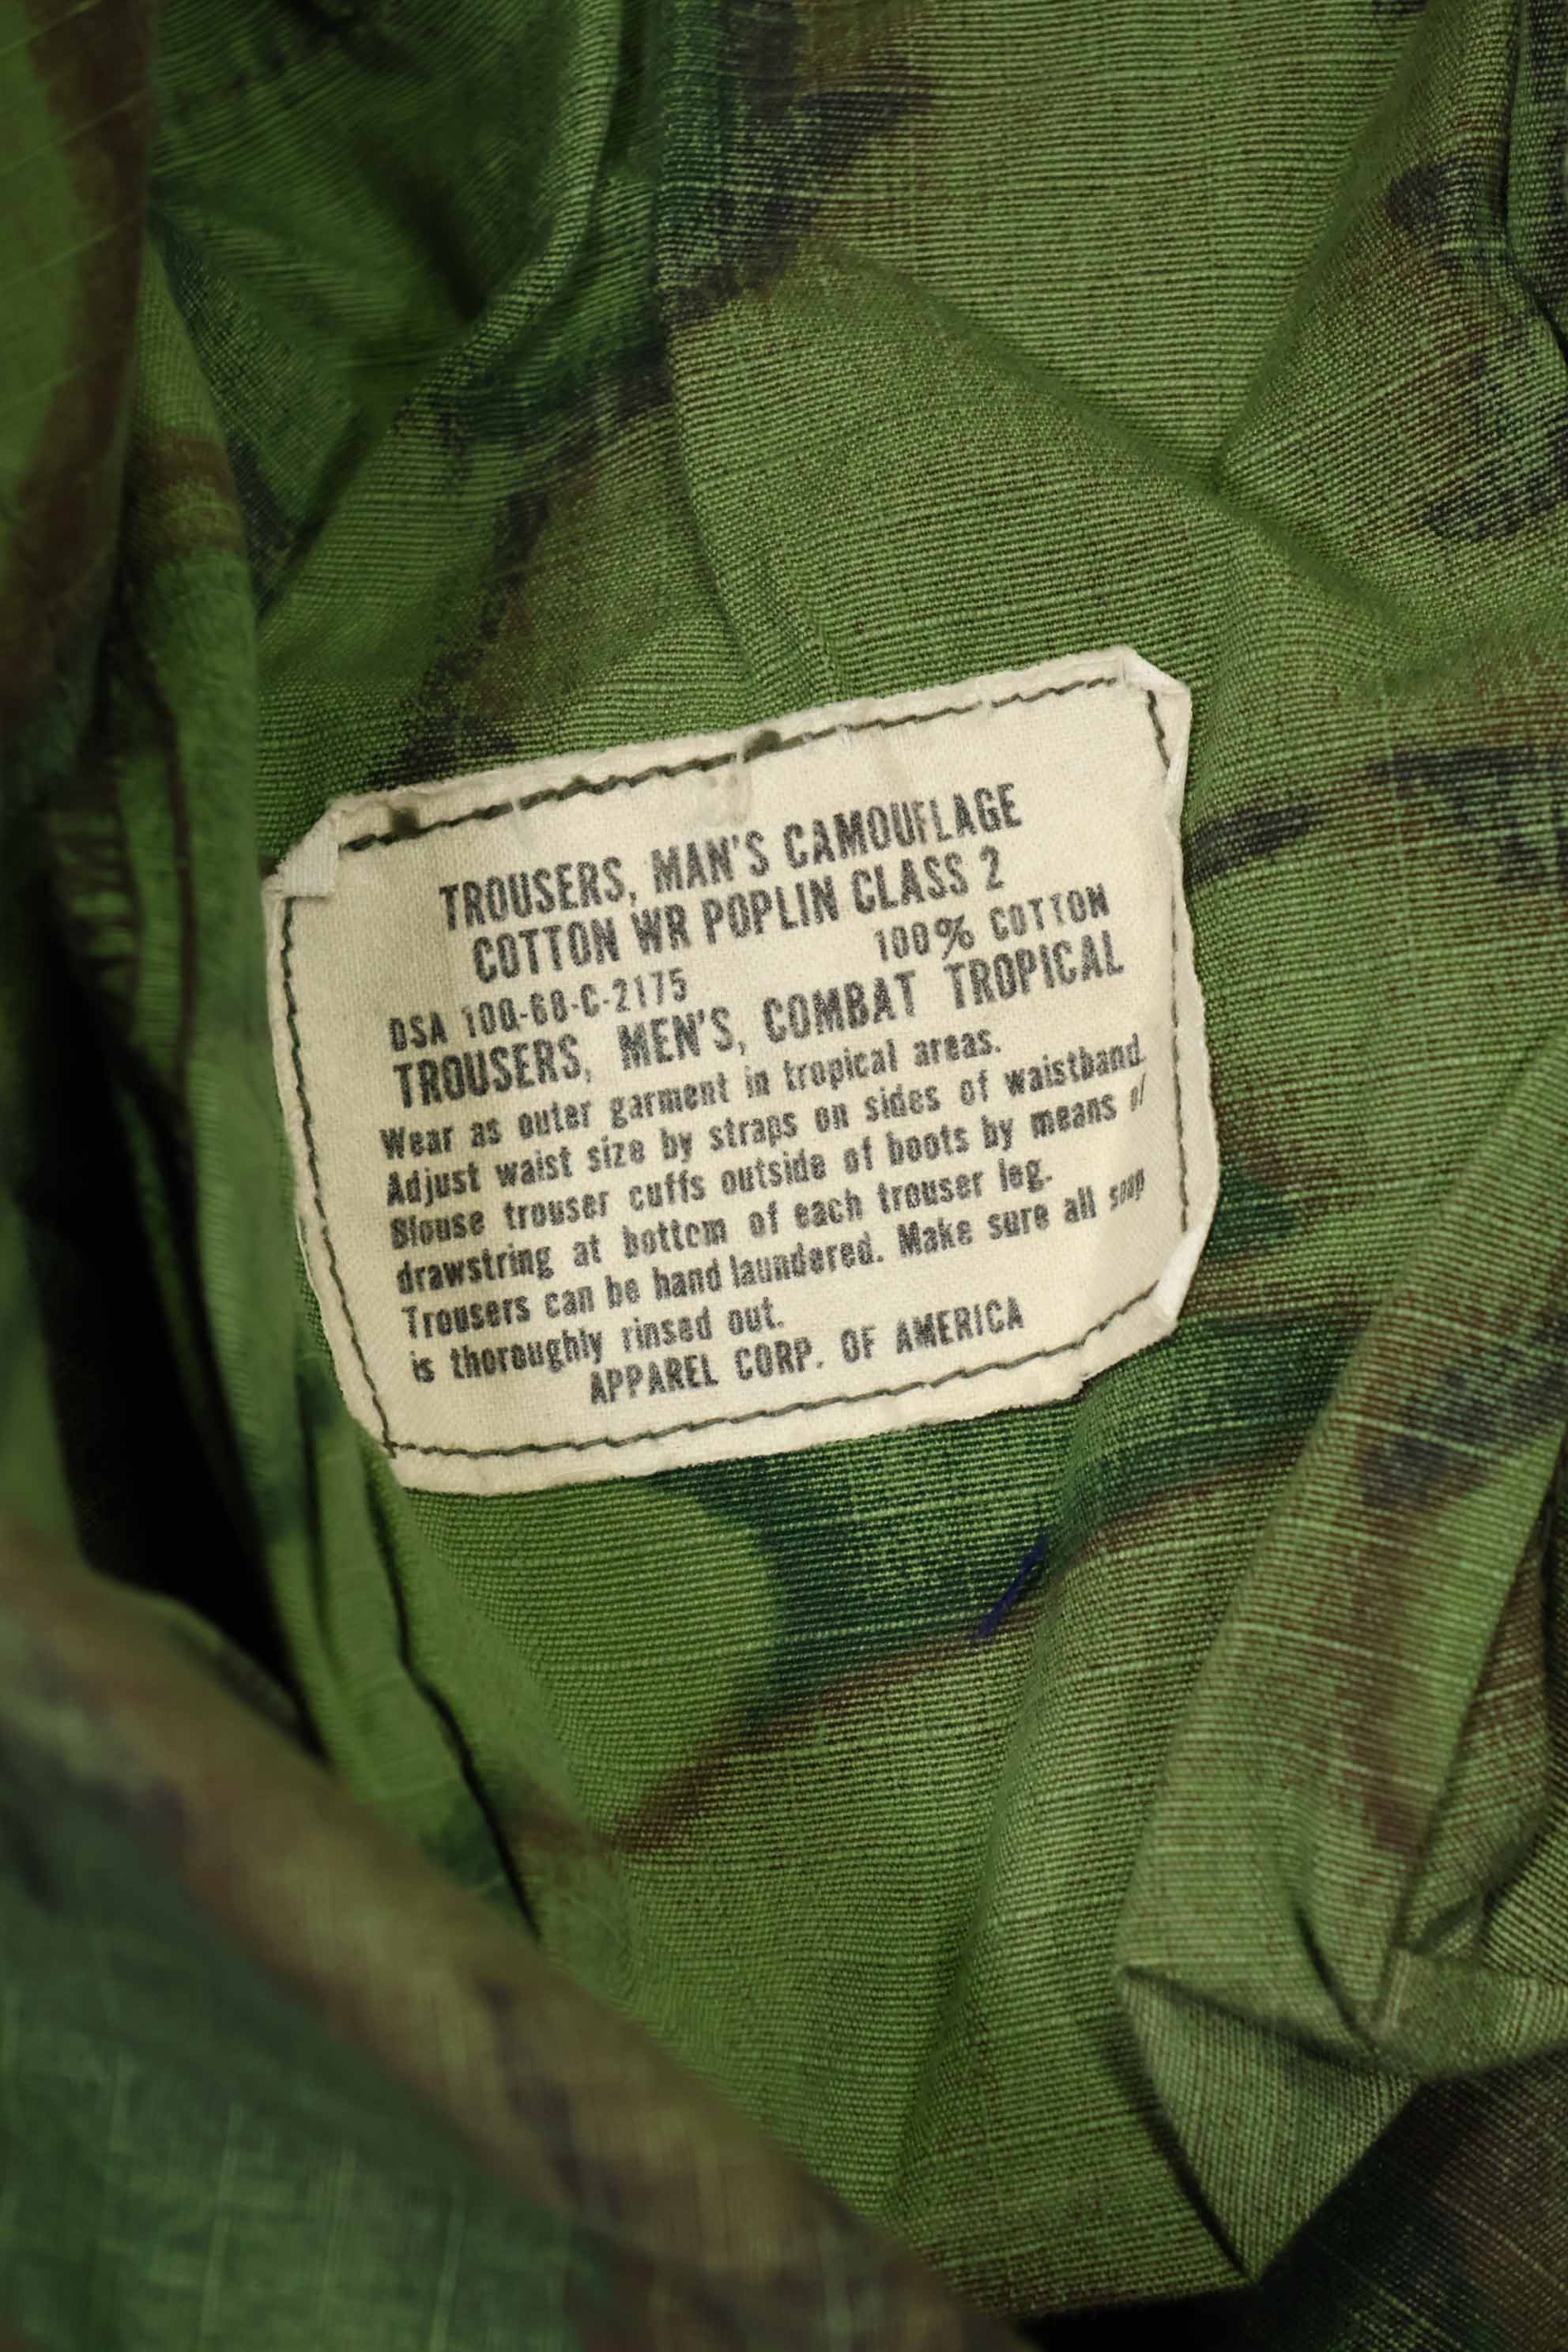 TROUSERS, MAN'S CAMOUFLAGE
COTTON WR POPLIN CLASS 2
100% COTTON
DSA 100-68-C-2175
TROUSERS, MEN'S, COMBAT TROPICAL
Wear as outer garment in tropical areas.
Adjust waist size by straps on sides of waistband.
Blouse trouser cuffs outside of boots by means of
drawstring at bottom of each trouser leg.
Trousers can be hand laundered. Make sure all soap
is thoroughly rinsed out.
APPAREL CORP. OF AMERICA